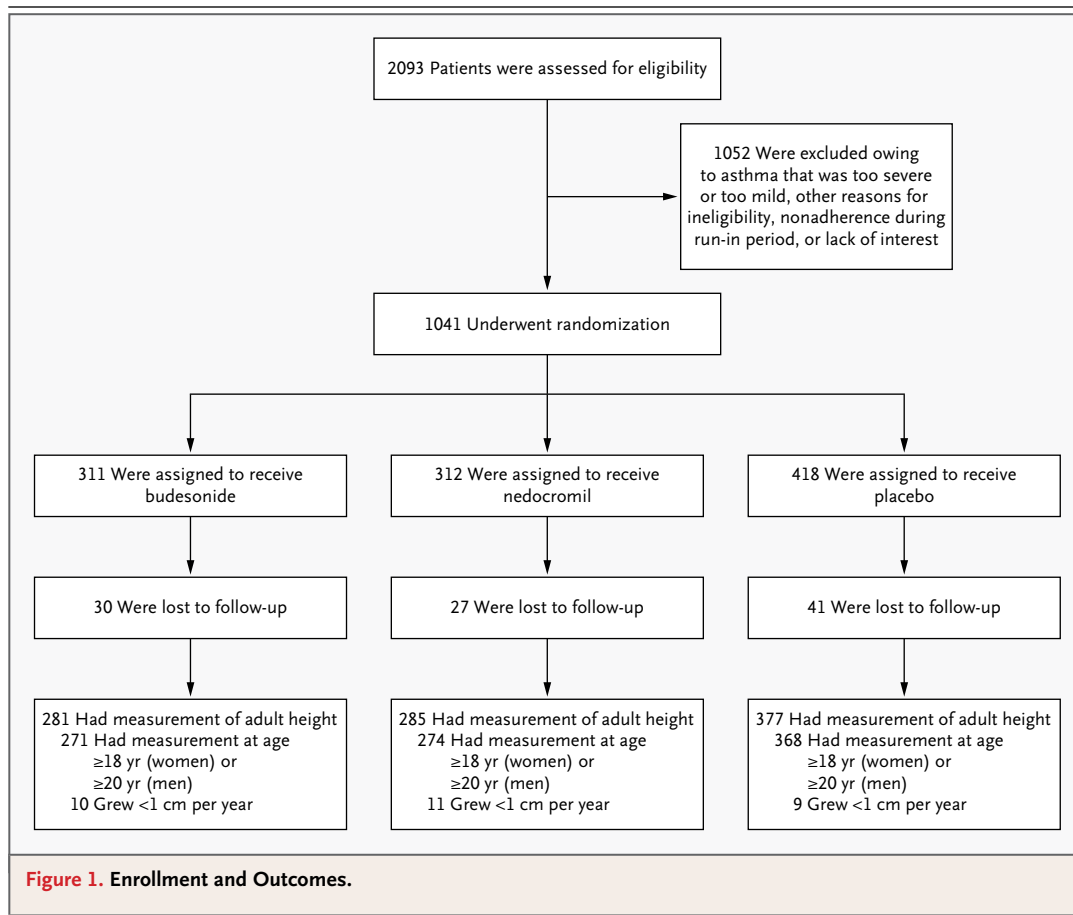 2093 Patients were assessed for eligibility
1052 Were excluded owing
to asthma that was too severe
or too mild, other reasons for
ineligibility, nonadherence during
run-in period, or lack of interest
1041 Underwent randomization
311 Were assigned to receive
budesonide
312 Were assigned to receive
nedocromil
418 Were assigned to receive
placebo
30 Were lost to follow-up
27 Were lost to follow-up
41 Were lost to follow-up
281 Had measurement of adult height
271 Had measurement at age
≥18 yr (women) or
≥20 yr (men)
10 Grew <1 cm per year
285 Had measurement of adult height
274 Had measurement at age
≥18 yr (women) or
≥20 yr (men)
11 Grew <1 cm per year
377 Had measurement of adult height
368 Had measurement at age
≥18 yr (women) or
≥20 yr (men)
9 Grew <1 cm per year
Figure 1. Enrollment and Outcomes.